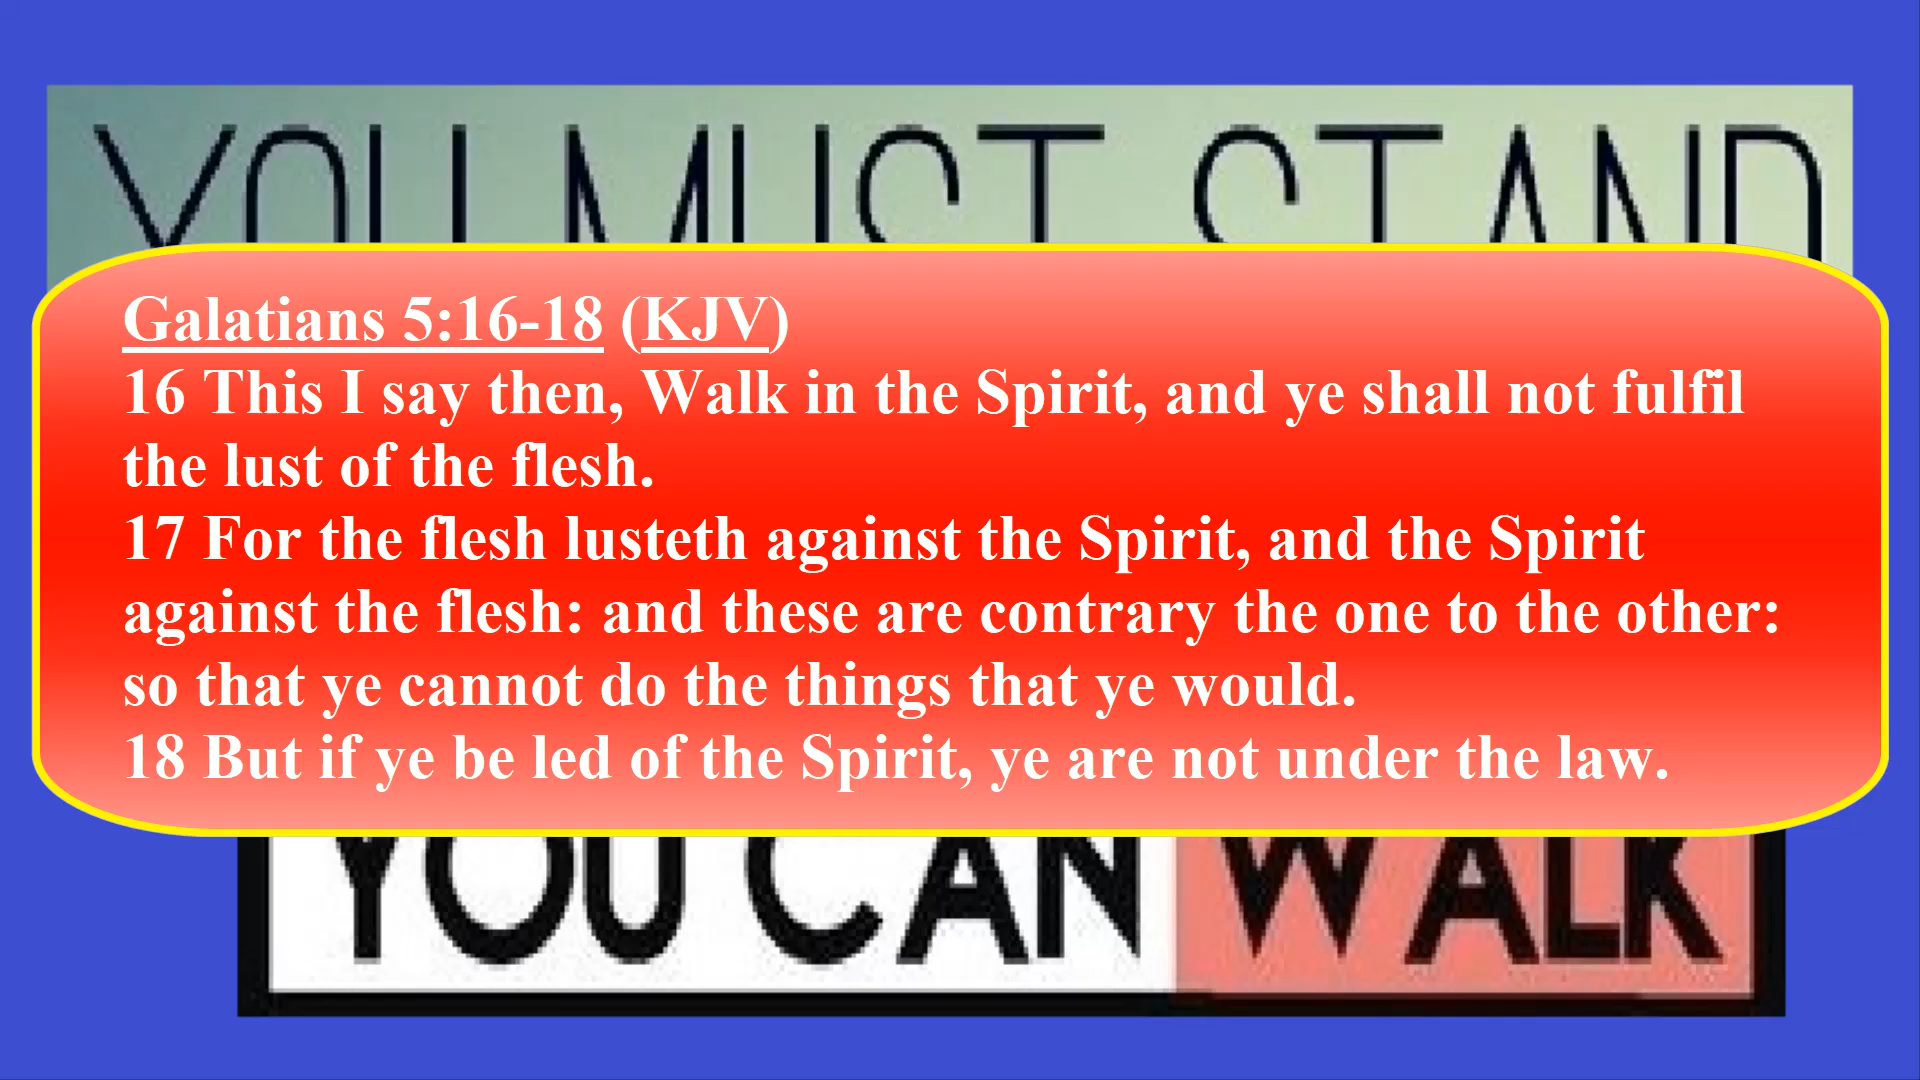 YOU MUST STAND
Galatians 5:16-18 (KJV)
16 This I say then, Walk in the Spirit, and ye shall not fulfil
the lust of the flesh.
17 For the flesh lusteth against the Spirit, and the Spirit
against the flesh: and these are contrary the one to the other:
so that ye cannot do the things that ye would.
18 But if ye be led of the Spirit, ye are not under the law.
YOU CAN WALK